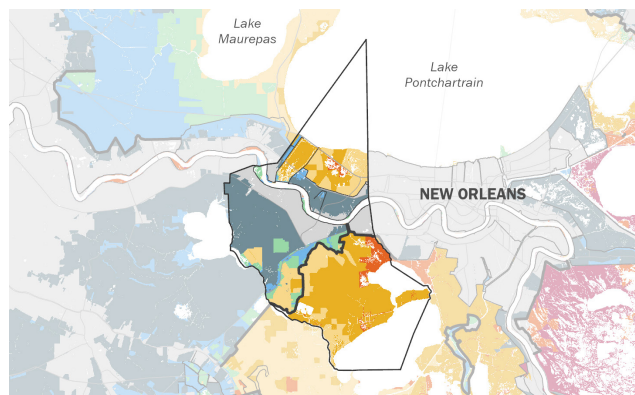 Lake
Maurepas
Lake
Pontchartrain
NEW ORLEANS